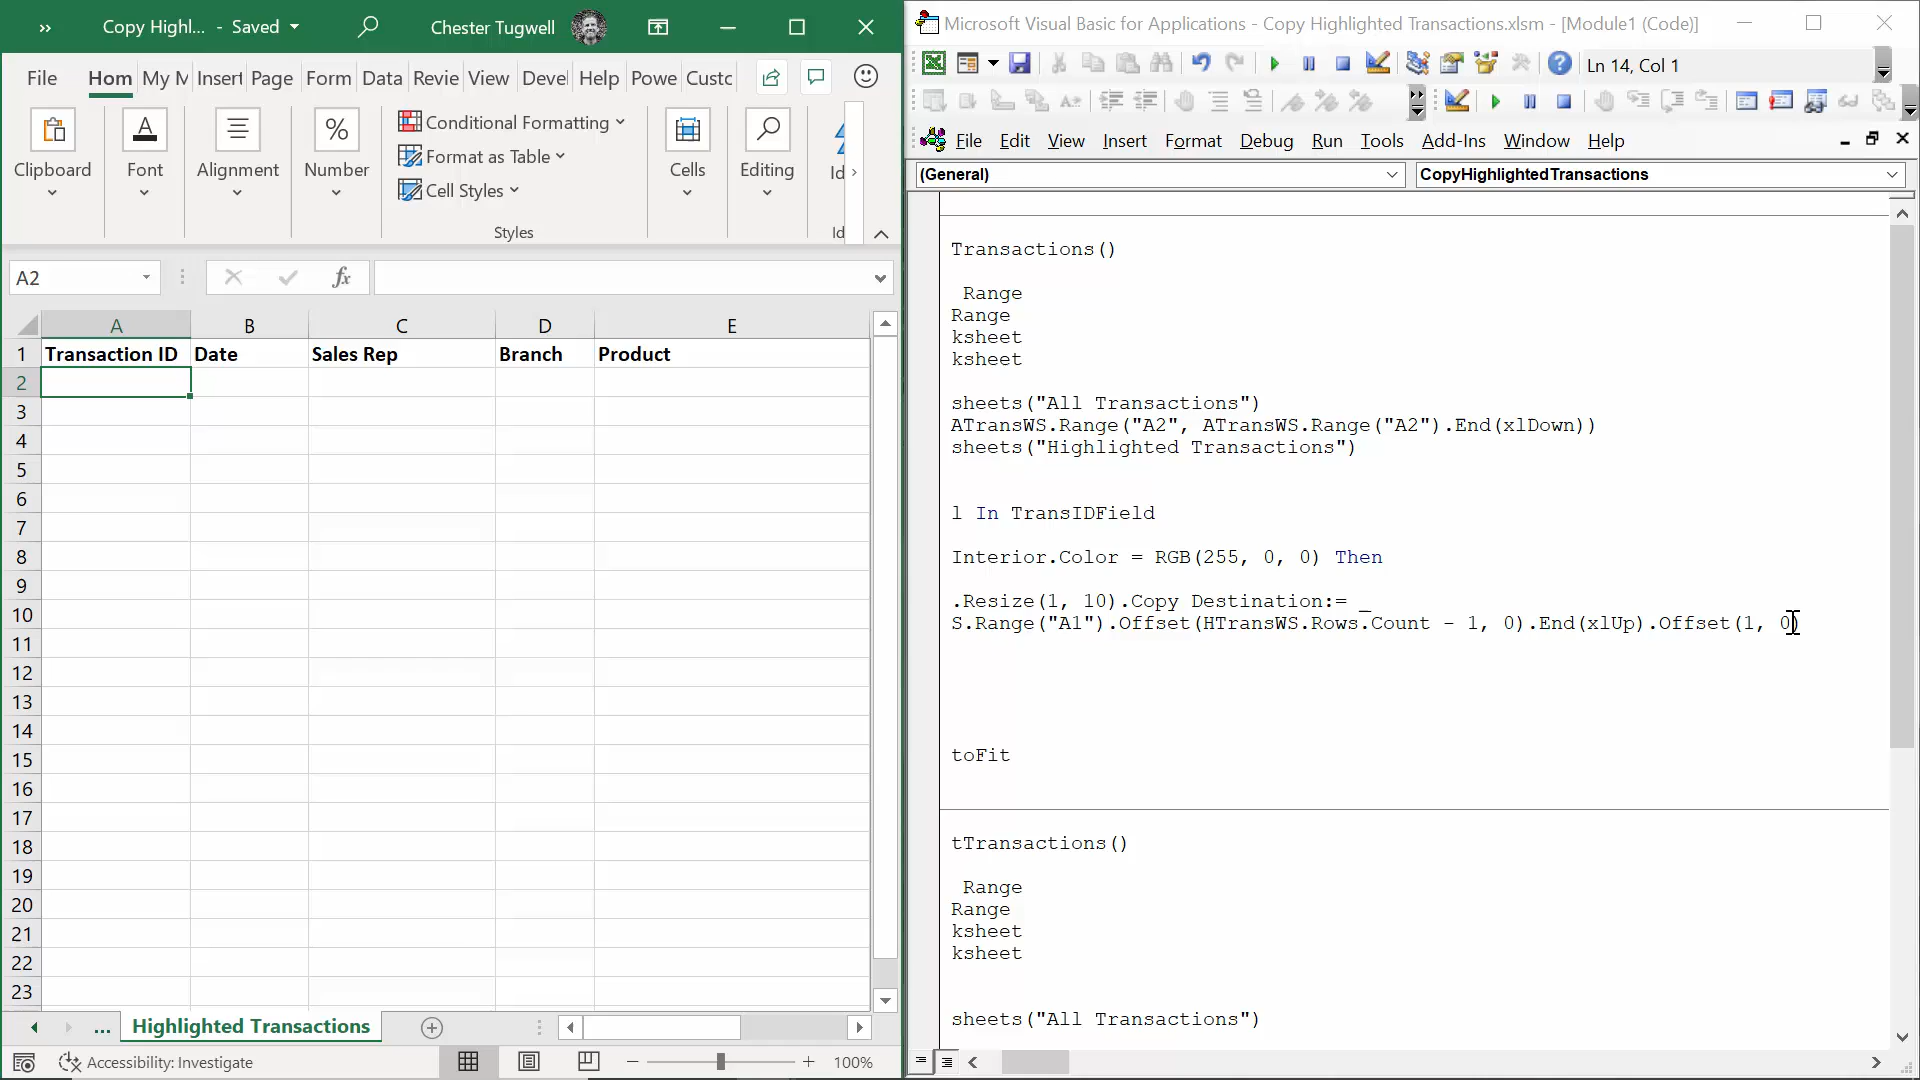 Copy Highl... - Saved
Chester Tugwell
File Hom My M Insert Page Form Data Revie View Devel Help Powe Custc
Clipboard
Font
Alignment
Number
Conditional Formatting
Format as Table
Cell Styles
Styles
Cells
Editing
Id
Id
A2
fx
A B C D E
1 Transaction ID Date Sales Rep Branch Product
2
3
4
5
6
7
8
9
10
11
12
13
14
15
16
17
18
19
20
21
22
23
... Highlighted Transactions
Accessibility: Investigate
100%
Microsoft Visual Basic for Applications - Copy Highlighted Transactions.xlsm - [Module1 (Code)]
Ln 14, Col 1
File Edit View Insert Format Debug Run Tools Add-Ins Window Help
(General)
CopyHighlightedTransactions
Transactions()
Range
Range
ksheet
ksheet
sheets("All Transactions")
ATransWS.Range("A2", ATransWS.Range("A2").End(xlDown))
sheets("Highlighted Transactions")
l In TransIDField
Interior.Color = RGB(255, 0, 0) Then
.Resize(1, 10).Copy Destination:= _
S.Range("A1").Offset(HTransWS.Rows.Count - 1, 0).End(xlUp).Offset(1, 0)
toFit
tTransactions()
Range
Range
ksheet
ksheet
sheets("All Transactions")